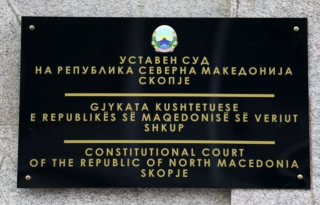 УСТАВЕН СУД
НА РЕПУБЛИКА СЕВЕРНА МАКЕДОНИЈА
СКОПЈЕ
GJYKATA KUSHTETUESE
E REPUBLIKËS SË MAQEDONISË SË VERIUT
SHKUP
CONSTITUTIONAL COURT
OF THE REPUBLIC OF NORTH MACEDONIA
SKOPJE